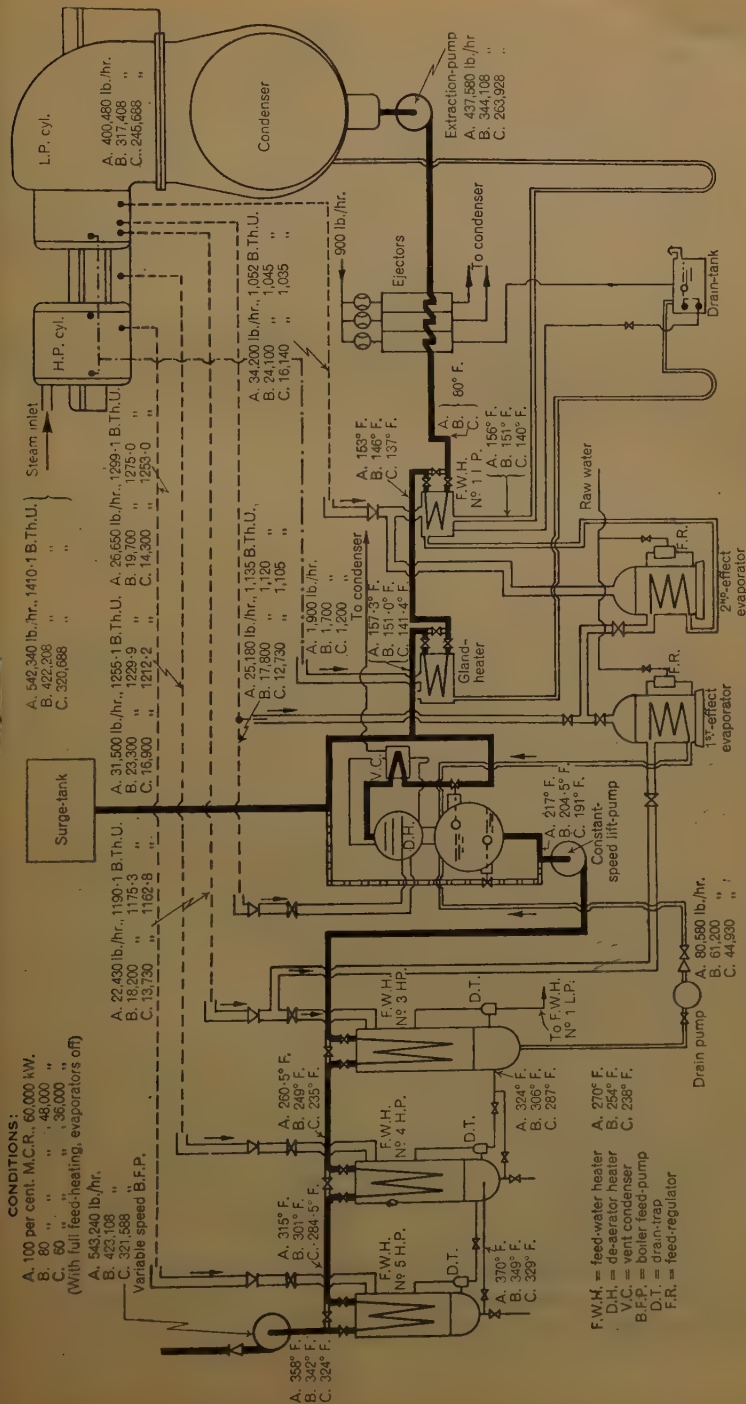 CONDITIONS:
A. 100 per cent. M.C.R., 60,000 kW.
B. 80 „ „ „ , 48,000 „
C. 60 „ „ „ , 36,000 „
(With full feed-heating, evaporators off)
A. 543,240 lb./hr.
B. 423,108 „
C. 321,588 „
Variable speed B.F.P.
Surge-tank
A. 542,340 lb./hr., 1410·1 B.Th.U.
B. 422,208 „ „
C. 320,688 „ „
Steam inlet
H.P. cyl.
L.P. cyl.
A. 400,480 lb./hr.
B. 317,408 „
C. 245,688 „
Condenser
Extraction-pump
A. 437,580 lb./hr
B. 344,108 „
C. 263,928 „
A. 22,430 lb./hr., 1190·1 B.Th.U.
B. 18,200 „ 1175·3 „
C. 13,730 „ 1162·8 „
A. 31,500 lb./hr., 1255·1 B.Th.U.
B. 23,300 „ 1229·9 „
C. 16,900 „ 1212·2 „
A. 26,650 lb./hr., 1299·1 B.Th.U.
B. 19,700 „ 1275·0 „
C. 14,300 „ 1253·0 „
A. 25,180 lb./hr., 1,135 B.Th.U.
B. 17,800 „ 1,120 „
C. 12,730 „ 1,105 „
A. 34,200 lb./hr., 1,052 B.Th.U.
B. 24,100 „ 1,045 „
C. 16,140 „ 1,035 „
A. 1,900 lb./hr.
B. 1,700 „
C. 1,200 „
To condenser
900 lb./hr.
Ejectors
To condenser
A. 153° F.
B. 146° F.
C. 137° F.
A.
B. 80° F.
C.
A. 157·3° F.
B. 151·0° F.
C. 141·4° F.
F.W.H.
Nº 1 L.P.
A. 156° F.
B. 151° F.
C. 140° F.
Gland-
heater
V.C.
D.H.
Raw water
Drain-tank
F.R.
F.R.
1ST-effect
evaporator
2ND-effect
evaporator
A. 217° F.
B. 204·5° F.
C. 191° F.
Constant-
speed lift-pump
A. 358° F.
B. 342° F.
C. 324° F.
A. 315° F.
B. 301° F.
C. 284·5° F.
A. 260·5° F.
B. 249° F.
C. 235° F.
F.W.H.
Nº 5 H.P.
D.T.
F.W.H.
Nº 4 H.P.
D.T.
F.W.H.
Nº 3 H.P.
D.T.
To F.W.H.
Nº 1 L.P.
A. 370° F.
B. 349° F.
C. 329° F.
A. 324° F.
B. 306° F.
C. 287° F.
A. 270° F.
B. 254° F.
C. 238° F.
Drain pump
A. 80,580 lb./hr.
B. 61,200 „
C. 44,930 „
F.W.H. = feed-water heater
D.H. = de-aerator heater
V.C. = vent condenser
B.F.P. = boiler feed-pump
D.T. = drain-trap
F.R. = feed-regulator